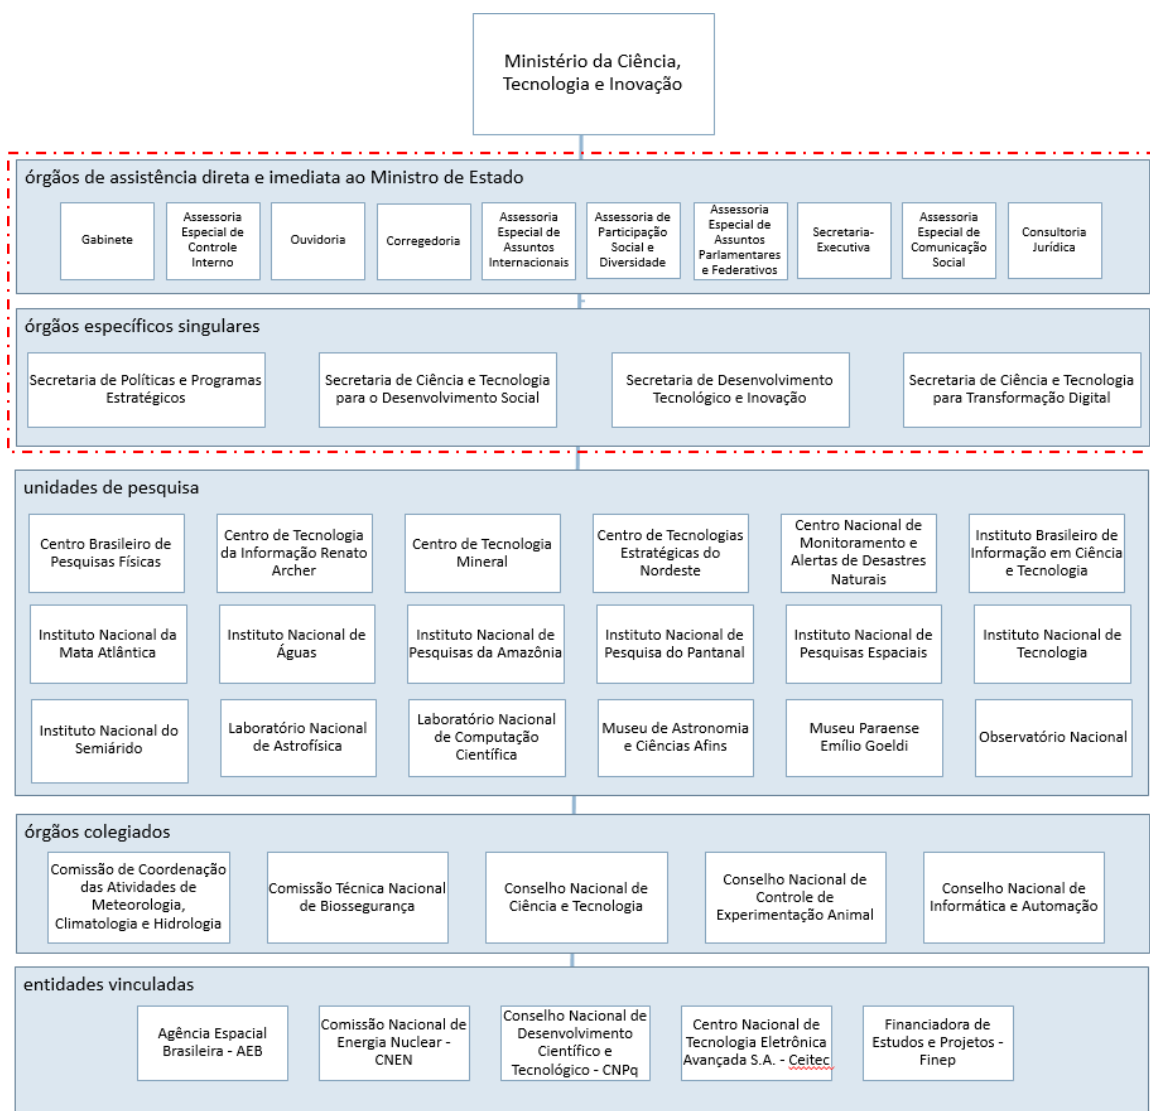 Ministério da Ciência,
Tecnologia e Inovação
órgãos de assistência direta e imediata ao Ministro de Estado
Gabinete
Assessoria
Especial de
Controle
Interno
Ouvidoria
Corregedoria
Assessoria
Especial de
Assuntos
Internacionais
Assessoria de
Participação
Social e
Diversidade
Assessoria
Especial de
Assuntos
Parlamentares
e Federativos
Secretaria-
Executiva
Assessoria
Especial de
Comunicação
Social
Consultoria
Jurídica
órgãos específicos singulares
Secretaria de Políticas e Programas
Estratégicos
Secretaria de Ciência e Tecnologia
para o Desenvolvimento Social
Secretaria de Desenvolvimento
Tecnológico e Inovação
Secretaria de Ciência e Tecnologia
para Transformação Digital
unidades de pesquisa
Centro Brasileiro de
Pesquisas Físicas
Centro de Tecnologia
da Informação Renato
Archer
Centro de Tecnologia
Mineral
Centro de Tecnologias
Estratégicas do
Nordeste
Centro Nacional de
Monitoramento e
Alertas de Desastres
Naturais
Instituto Brasileiro de
Informação em Ciência
e Tecnologia
Instituto Nacional da
Mata Atlântica
Instituto Nacional de
Águas
Instituto Nacional de
Pesquisas da Amazônia
Instituto Nacional de
Pesquisa do Pantanal
Instituto Nacional de
Pesquisas Espaciais
Instituto Nacional de
Tecnologia
Instituto Nacional do
Semiárido
Laboratório Nacional
de Astrofísica
Laboratório Nacional
de Computação
Científica
Museu de Astronomia
e Ciências Afins
Museu Paraense
Emílio Goeldi
Observatório Nacional
órgãos colegiados
Comissão de Coordenação
das Atividades de
Meteorologia,
Climatologia e Hidrologia
Comissão Técnica Nacional
de Biossegurança
Conselho Nacional de
Ciência e Tecnologia
Conselho Nacional de
Controle de
Experimentação Animal
Conselho Nacional de
Informática e Automação
entidades vinculadas
Agência Espacial
Brasileira - AEB
Comissão Nacional de
Energia Nuclear -
CNEN
Conselho Nacional de
Desenvolvimento
Científico e
Tecnológico - CNPq
Centro Nacional de
Tecnologia Eletrônica
Avançada S.A. - Ceitec
Financiadora de
Estudos e Projetos -
Finep